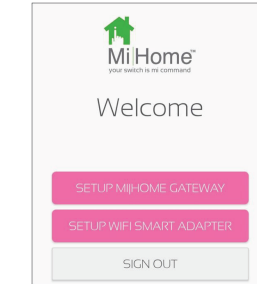 Mi|Home™
your switch is mi command
Welcome
SETUP MI|HOME GATEWAY
SETUP WIFI SMART ADAPTER
SIGN OUT